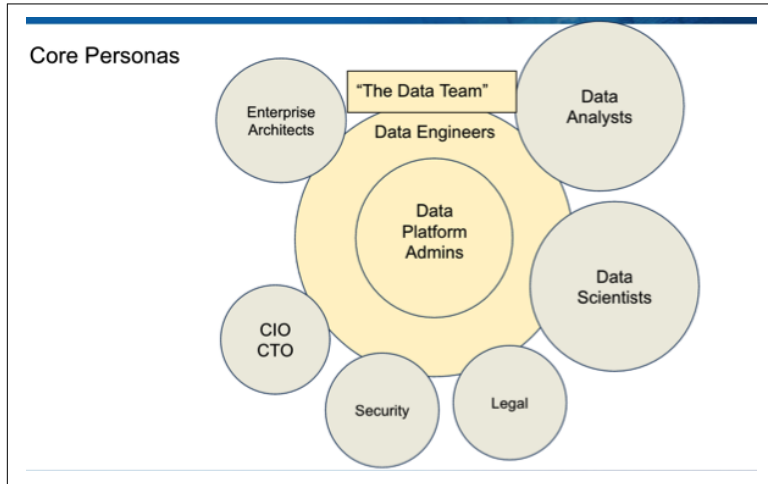 Core Personas
“The Data Team”
Enterprise
Architects
Data Engineers
Data
Analysts
Data
Platform
Admins
Data
Scientists
CIO
CTO
Security
Legal